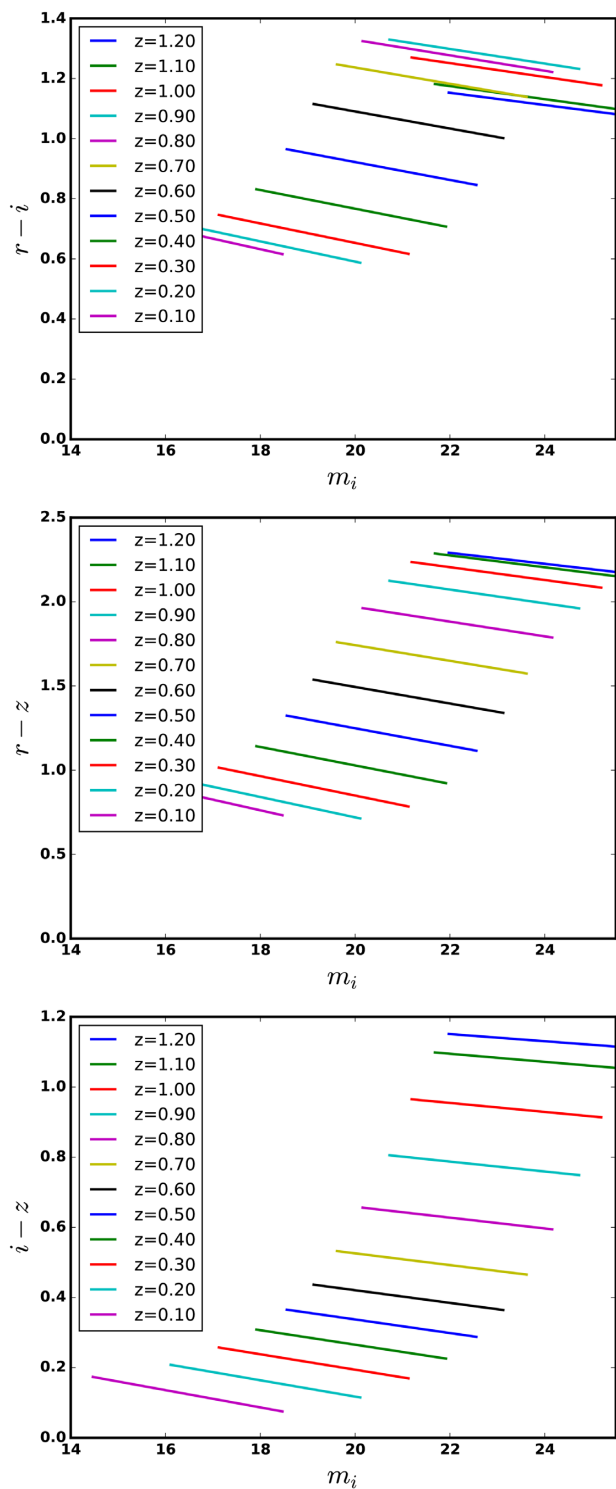 1.4
1.2
1.0
0.8
0.6
0.4
0.2
0.0
r − i
z=1.20
z=1.10
z=1.00
z=0.90
z=0.80
z=0.70
z=0.60
z=0.50
z=0.40
z=0.30
z=0.20
z=0.10
14 16 18 20 22 24
m_i
2.5
2.0
1.5
1.0
0.5
0.0
r − z
z=1.20
z=1.10
z=1.00
z=0.90
z=0.80
z=0.70
z=0.60
z=0.50
z=0.40
z=0.30
z=0.20
z=0.10
14 16 18 20 22 24
m_i
1.2
1.0
0.8
0.6
0.4
0.2
0.0
i − z
z=1.20
z=1.10
z=1.00
z=0.90
z=0.80
z=0.70
z=0.60
z=0.50
z=0.40
z=0.30
z=0.20
z=0.10
14 16 18 20 22 24
m_i